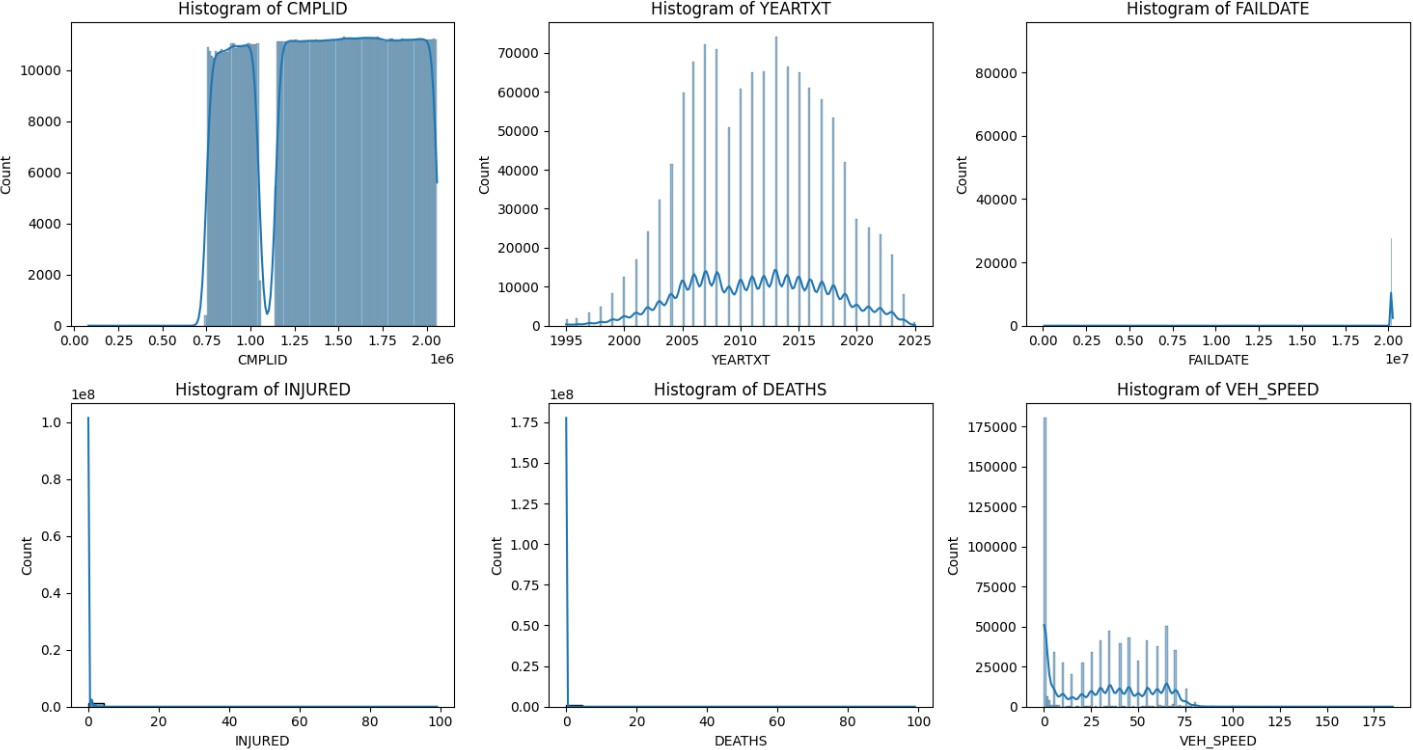 Histogram of CMPLID
Count
10000
8000
6000
4000
2000
0
0.00 0.25 0.50 0.75 1.00 1.25 1.50 1.75 2.00
1e6
CMPLID
Histogram of YEARTXT
Count
70000
60000
50000
40000
30000
20000
10000
0
1995 2000 2005 2010 2015 2020 2025
YEARTXT
Histogram of FAILDATE
Count
80000
60000
40000
20000
0
0.00 0.25 0.50 0.75 1.00 1.25 1.50 1.75 2.00
1e7
FAILDATE
Histogram of INJURED
1e8
Count
1.0
0.8
0.6
0.4
0.2
0.0
0 20 40 60 80 100
INJURED
Histogram of DEATHS
1e8
Count
1.75
1.50
1.25
1.00
0.75
0.50
0.25
0.00
0 20 40 60 80 100
DEATHS
Histogram of VEH_SPEED
Count
175000
150000
125000
100000
75000
50000
25000
0
0 25 50 75 100 125 150 175
VEH_SPEED